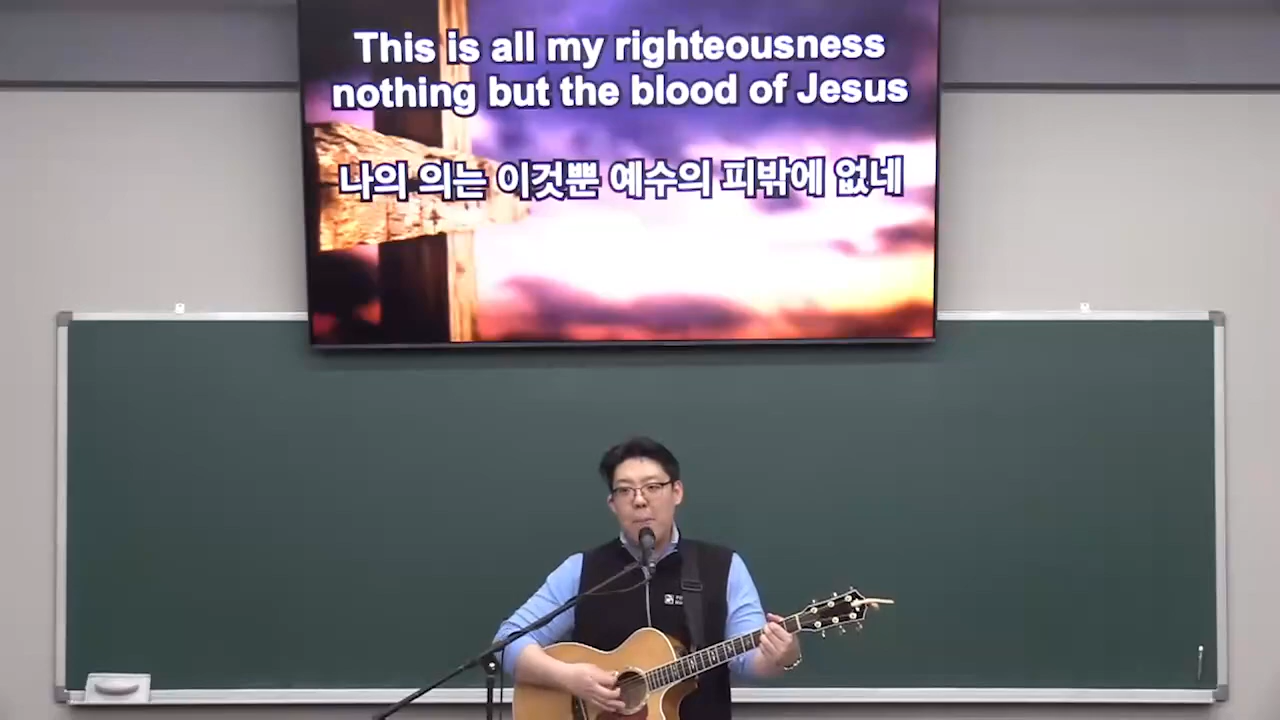 This is all my righteousness
nothing but the blood of Jesus
나의 의는 이것뿐 예수의 피밖에 없네